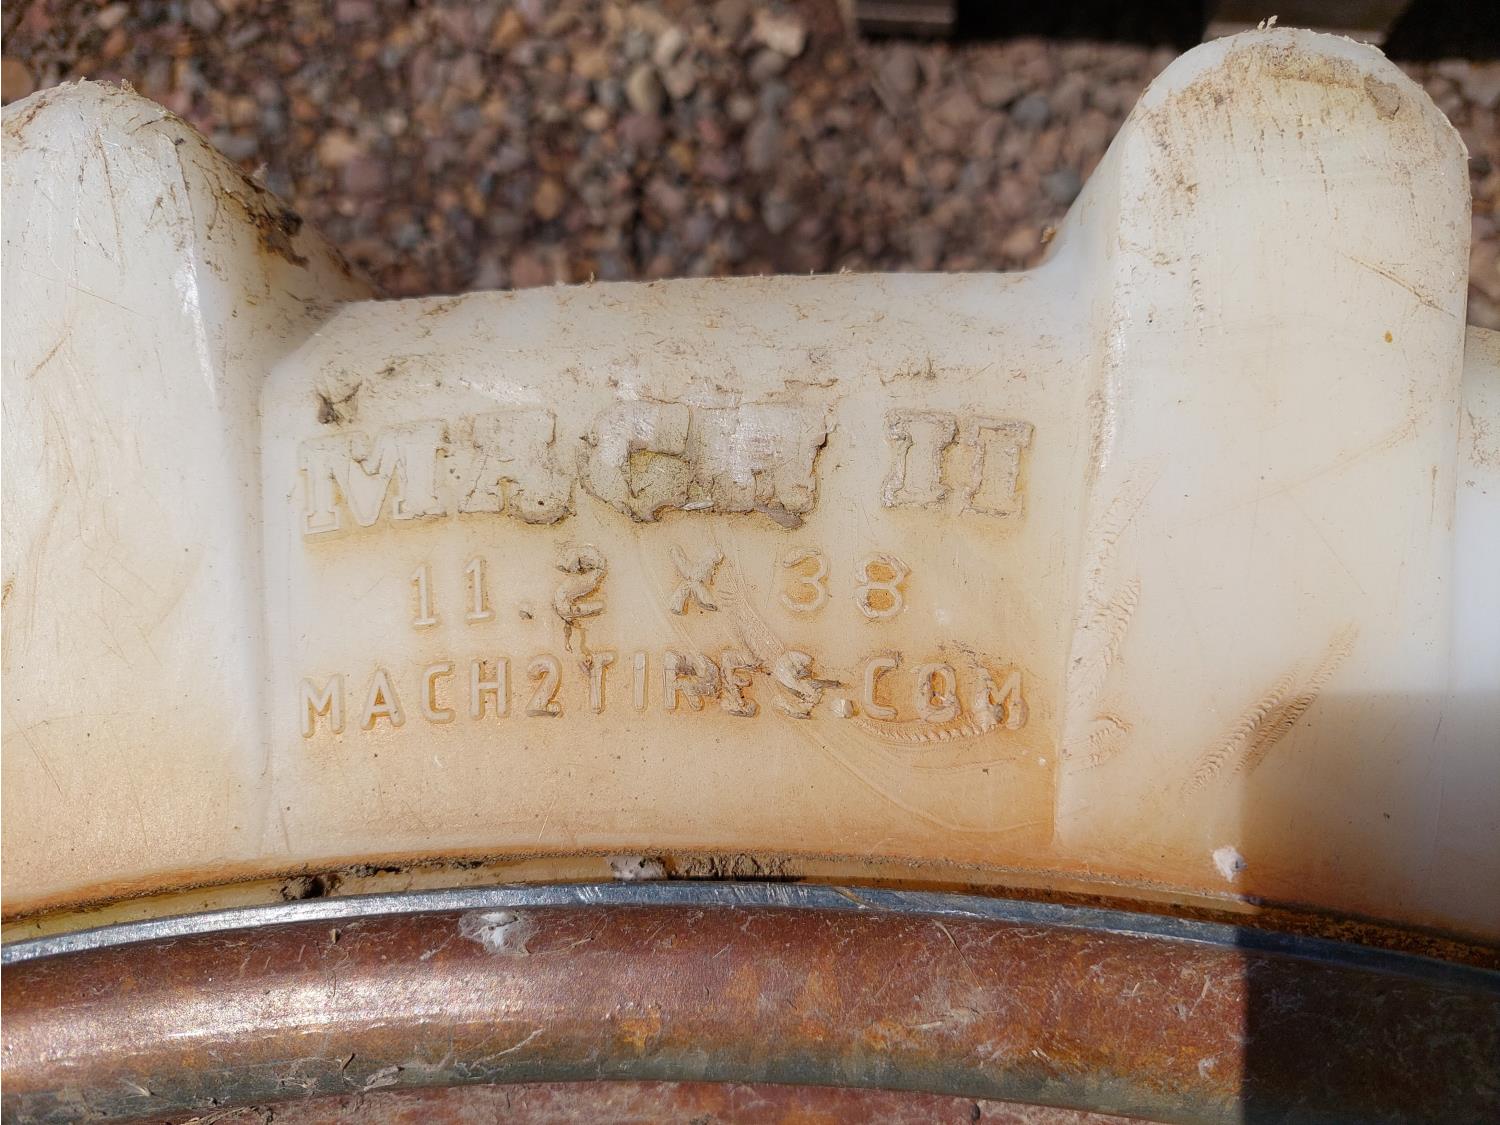 MACH II
11.2 X 38
MACH2TIRES.COM